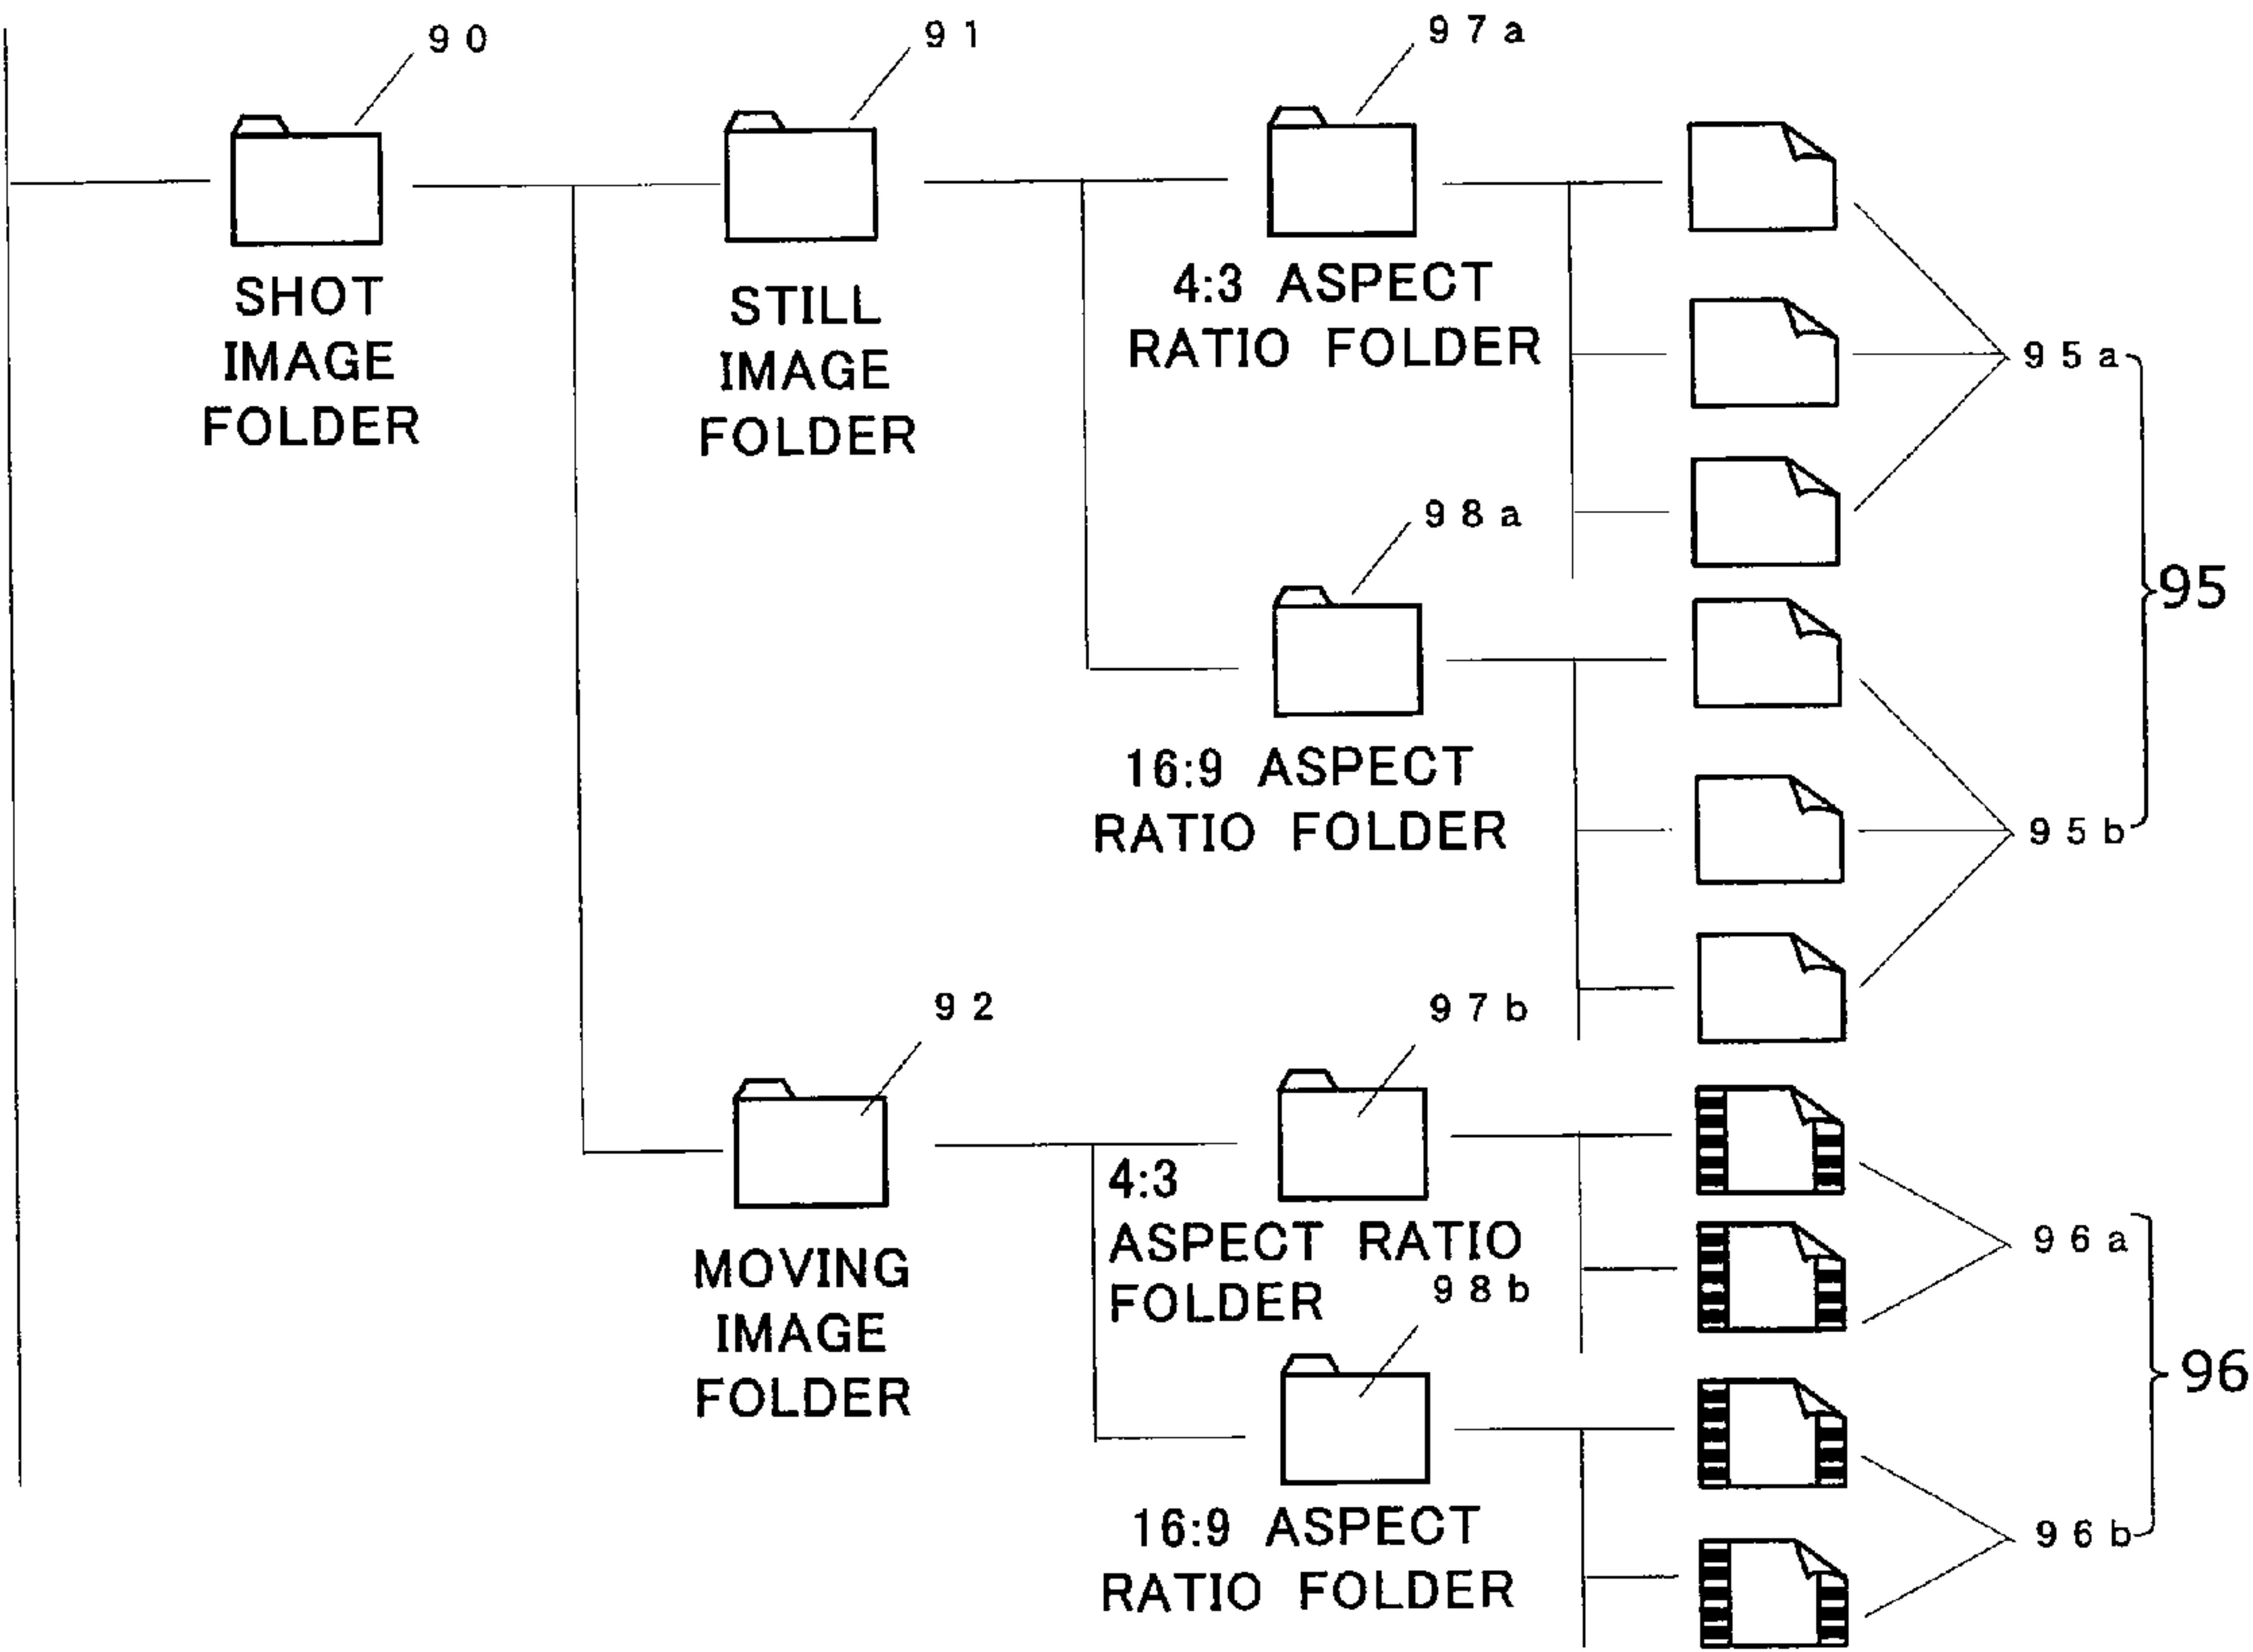 90
91
97a
SHOT
IMAGE
FOLDER
STILL
IMAGE
FOLDER
4:3 ASPECT
RATIO FOLDER
95a
98a
95
16:9 ASPECT
RATIO FOLDER
95b
92
97b
MOVING
IMAGE
FOLDER
4:3
ASPECT RATIO
FOLDER
96a
98b
96
16:9 ASPECT
RATIO FOLDER
96b